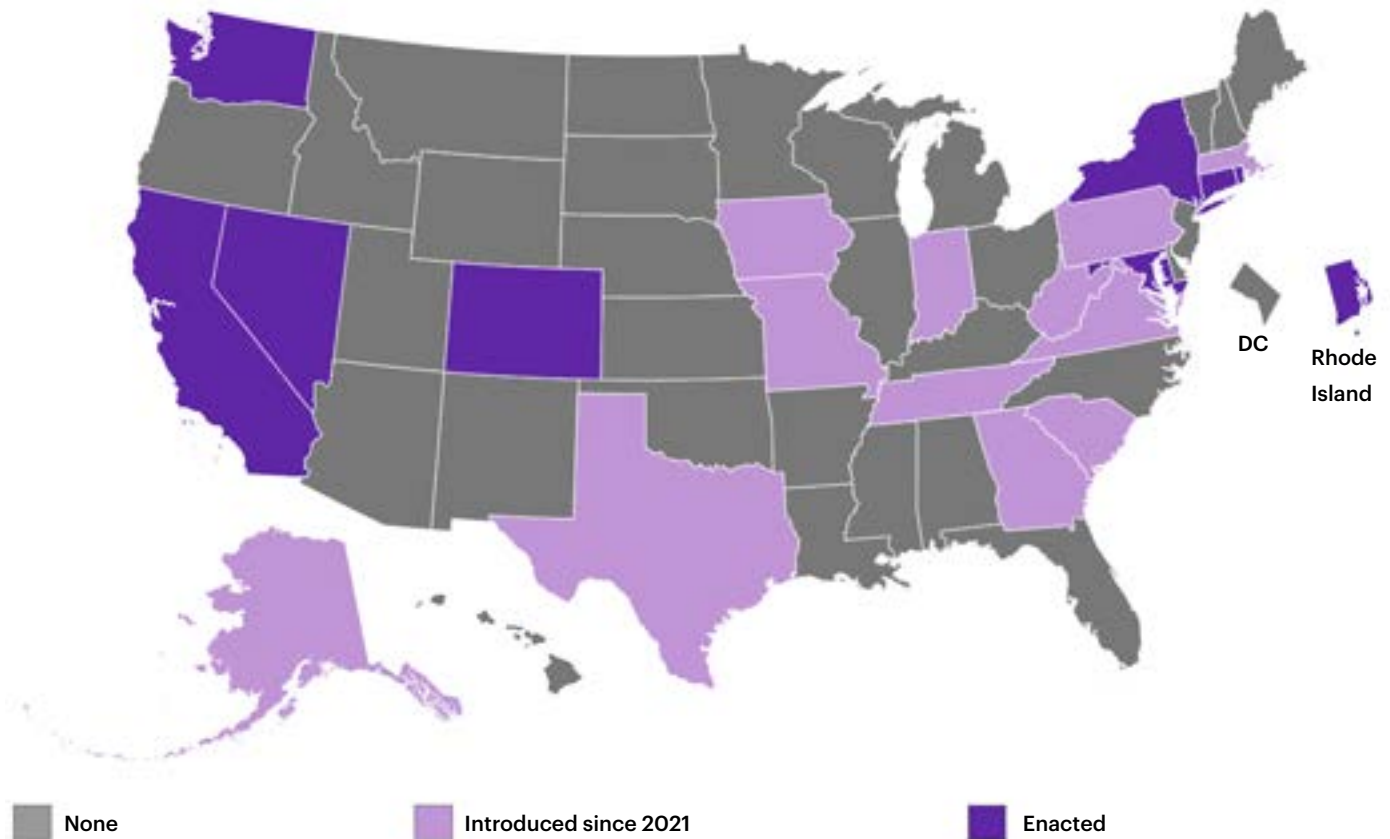 DC
Rhode
Island
None
Introduced since 2021
Enacted